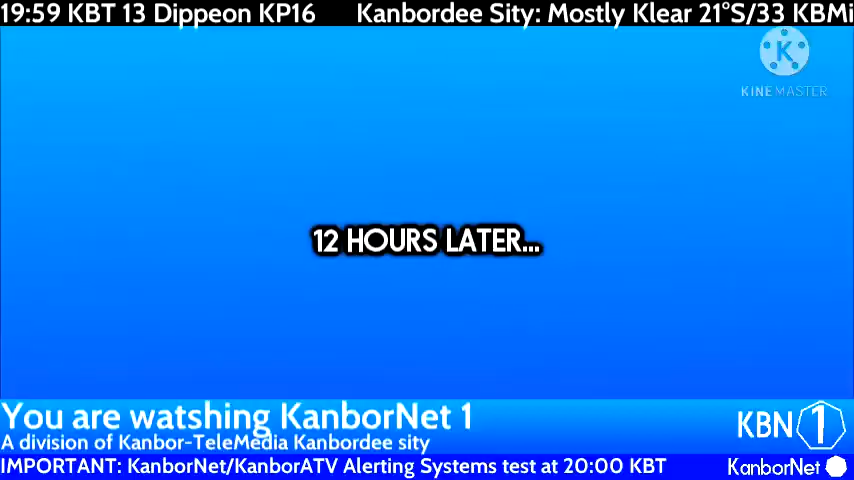 19:59 KBT 13 Dippeon KP16 Kanbordee Sity: Mostly Klear 21°S/33 KBMi
K
KINEMASTER
12 HOURS LATER...
You are watshing KanborNet 1
KBN 1
A division of Kanbor-TeleMedia Kanbordee sity
IMPORTANT: KanborNet/KanborATV Alerting Systems test at 20:00 KBT KanborNet